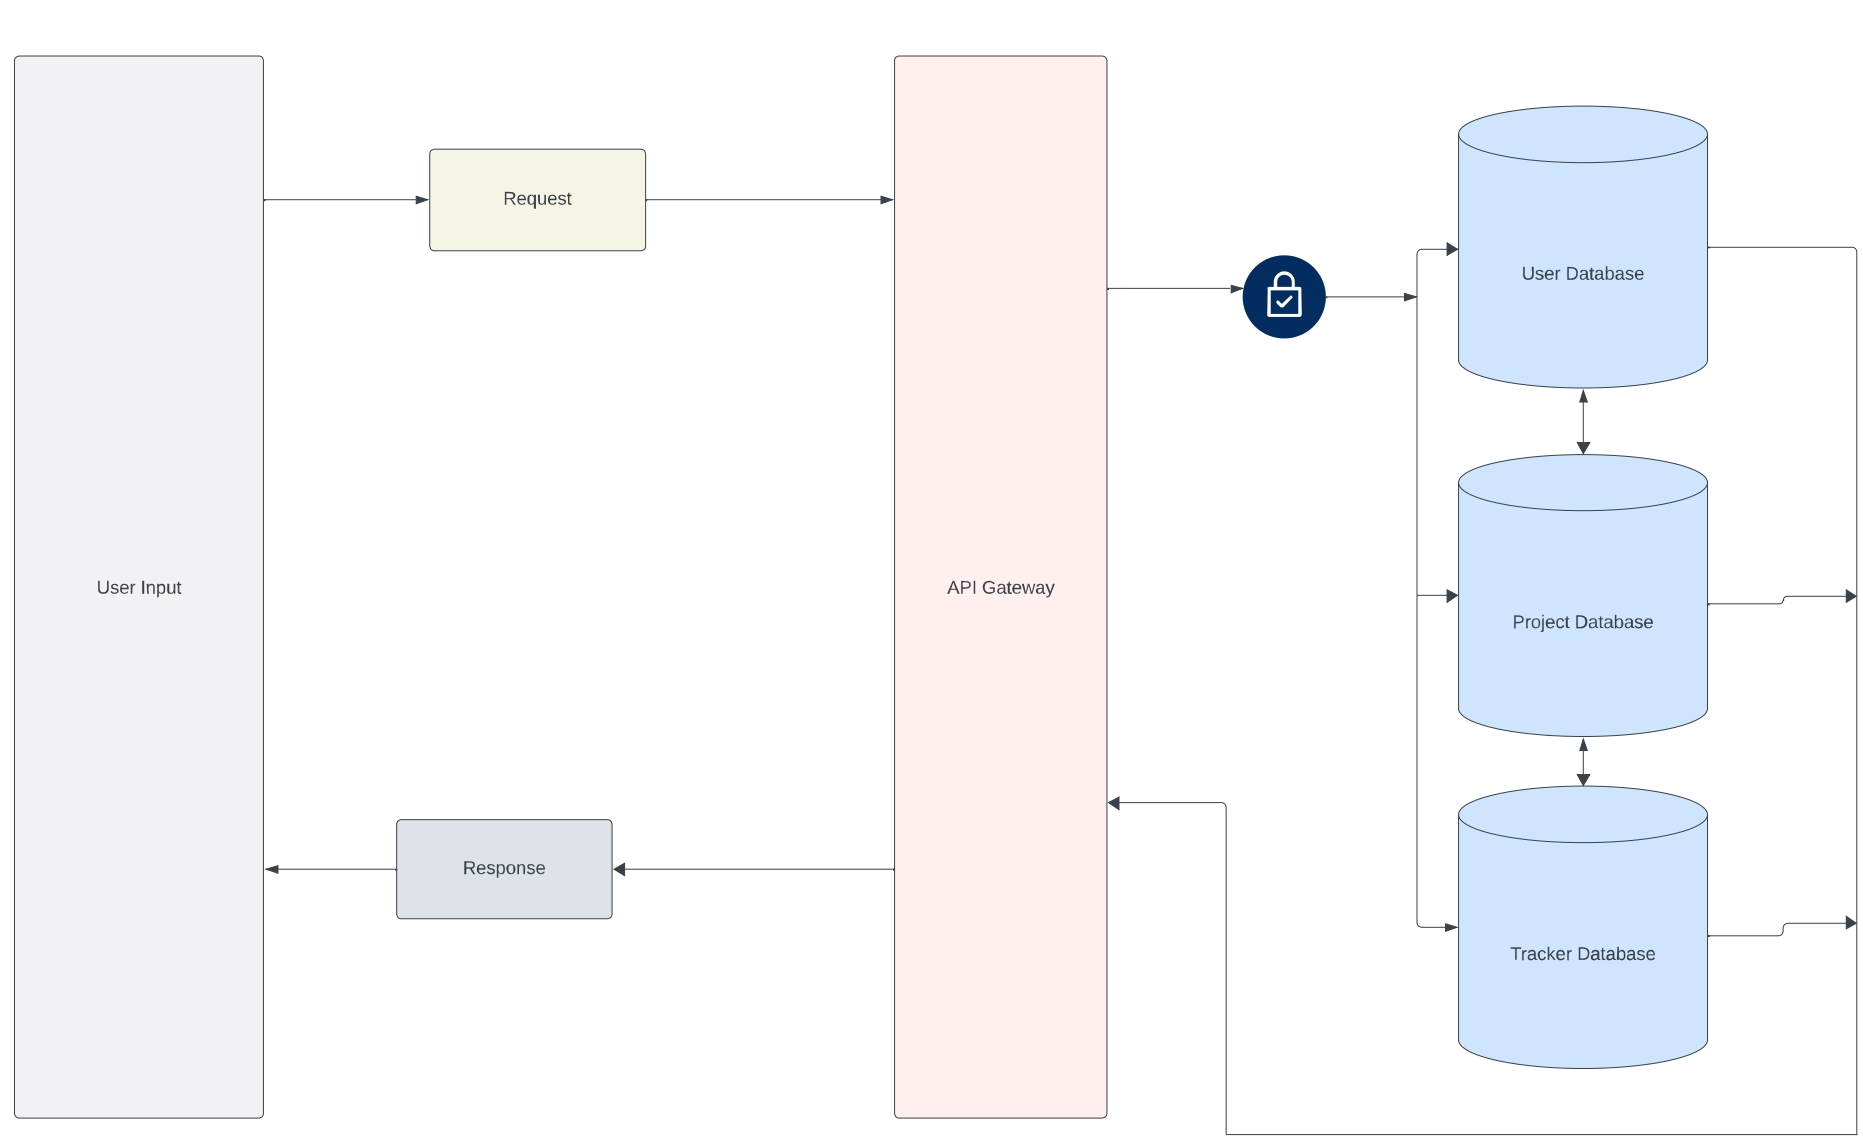 Request
User Database
User Input
API Gateway
Project Database
Response
Tracker Database